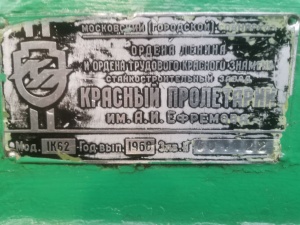 МОСКОВСКИЙ (ГОРОДСКОЙ)
ОРДЕНА ЛЕНИНА
И ОРДЕНА ТРУДОВОГО КРАСНОГО ЗНАМЕНИ
СТАНКОСТРОИТЕЛЬНЫЙ ЗАВОД
КРАСНЫЙ ПРОЛЕТАРИЙ
ИМ. А.И. ЕФРЕМОВА
Мод. 1К62 Год вып. 1968 Зав.№